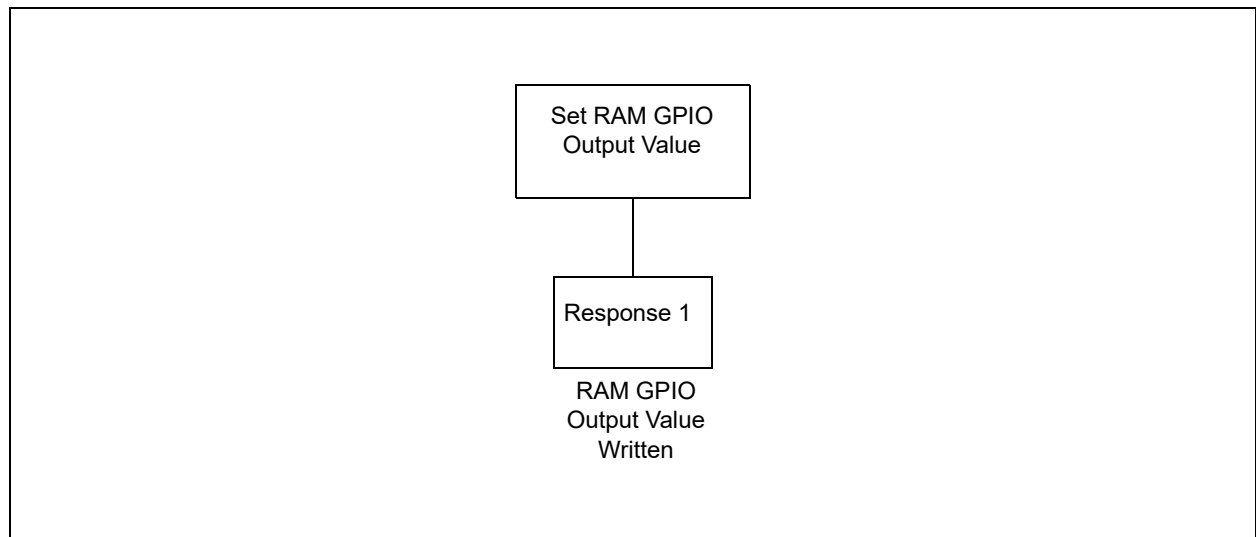 Set RAM GPIO
Output Value
Response 1
RAM GPIO
Output Value
Written